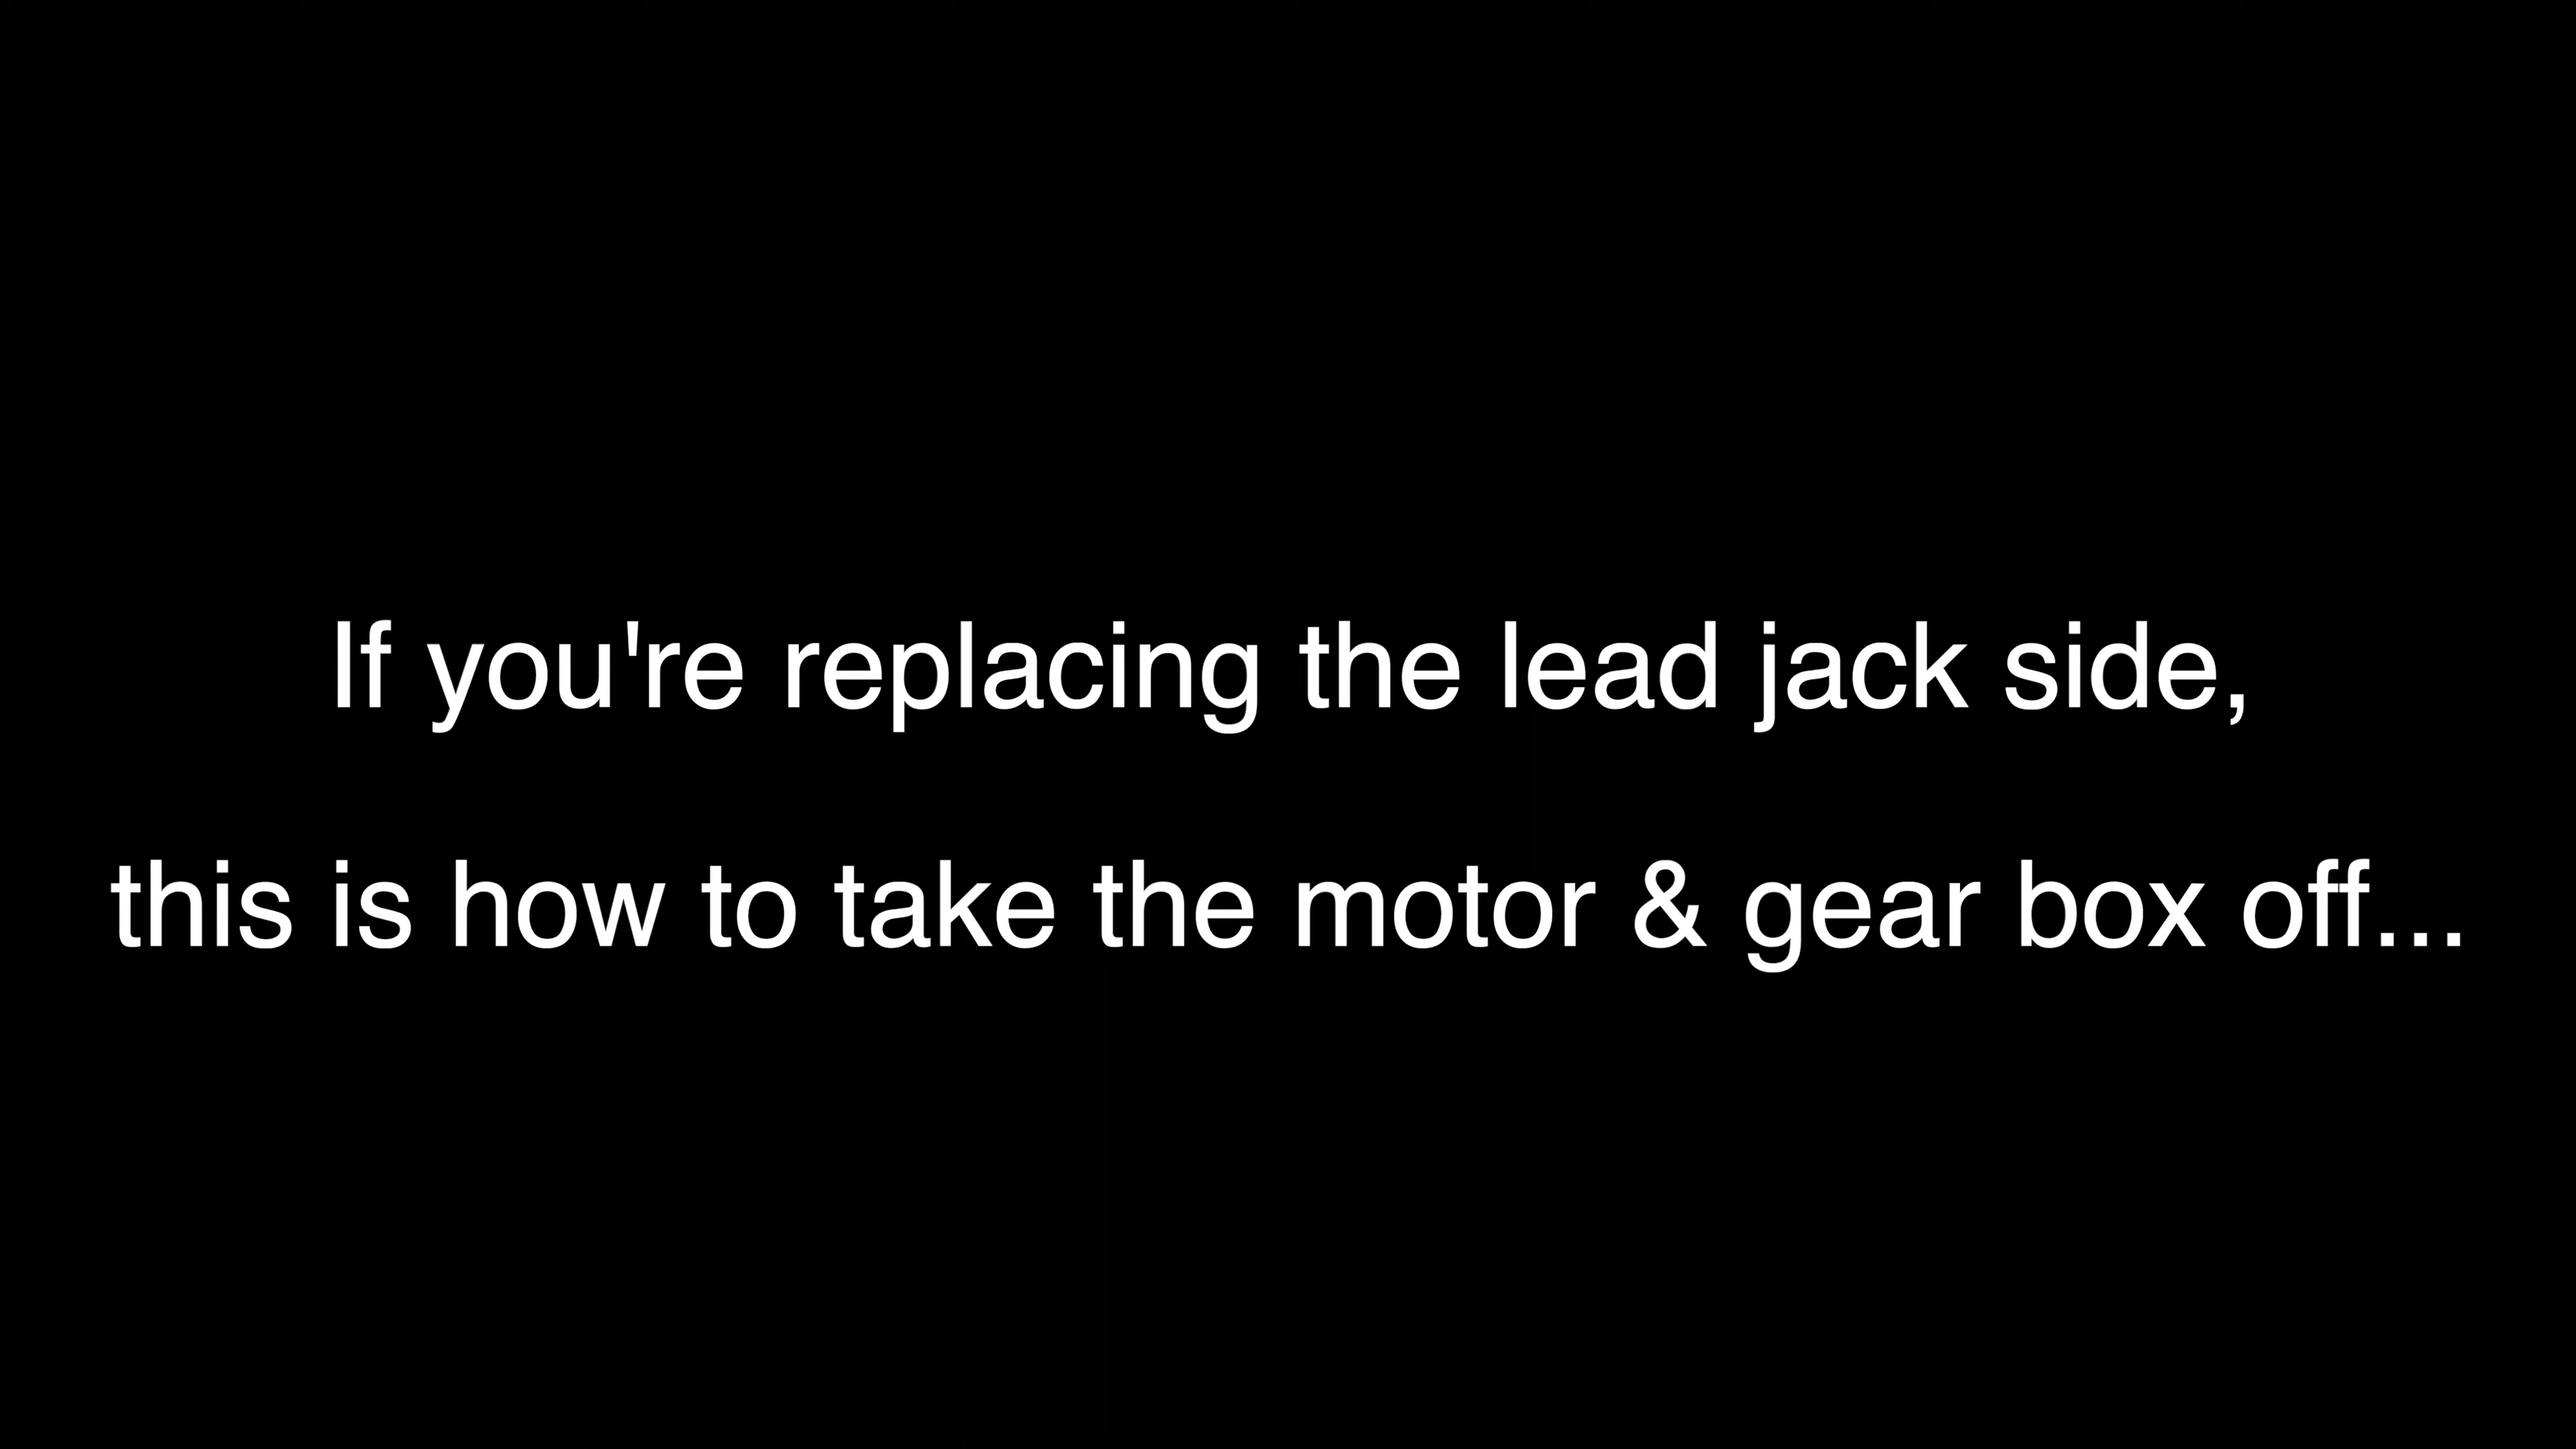 If you're replacing the lead jack side,
this is how to take the motor & gear box off...